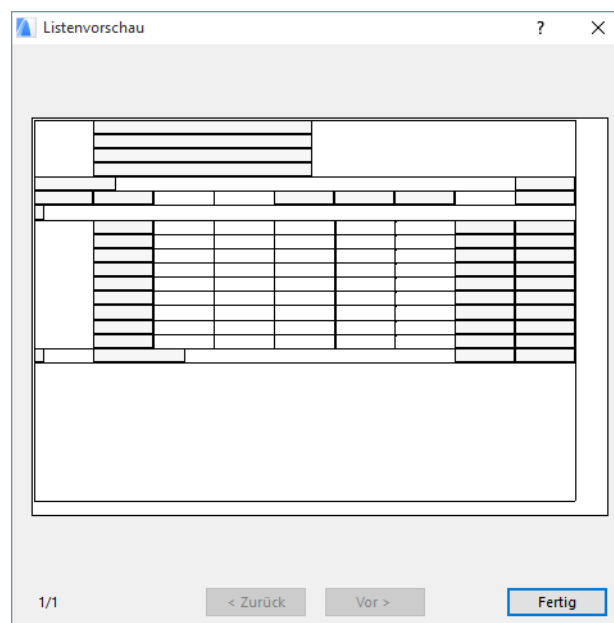 Listenvorschau ?
1/1 < Zurück Vor > Fertig